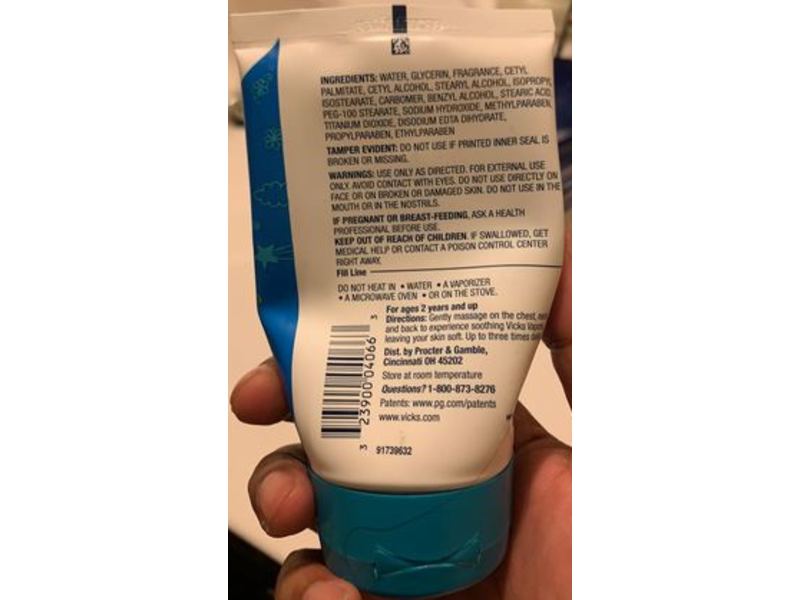 INGREDIENTS: WATER, GLYCERIN, FRAGRANCE, CETYL
PALMITATE, CETYL ALCOHOL, STEARYL ALCOHOL, ISOPROPYL
ISOSTEARATE, CARBOMER, BENZYL ALCOHOL, STEARIC ACID,
PEG-100 STEARATE, SODIUM HYDROXIDE, METHYLPARABEN,
TITANIUM DIOXIDE, DISODIUM EDTA DIHYDRATE,
PROPYLPARABEN, ETHYLPARABEN
TAMPER EVIDENT: DO NOT USE IF PRINTED INNER SEAL IS
BROKEN OR MISSING.
WARNINGS: USE ONLY AS DIRECTED. FOR EXTERNAL USE
ONLY. AVOID CONTACT WITH EYES. DO NOT USE DIRECTLY ON
FACE OR ON BROKEN OR DAMAGED SKIN. DO NOT USE IN THE
MOUTH OR IN THE NOSTRILS.
IF PREGNANT OR BREAST-FEEDING, ASK A HEALTH
PROFESSIONAL BEFORE USE.
KEEP OUT OF REACH OF CHILDREN. IF SWALLOWED, GET
MEDICAL HELP OR CONTACT A POISON CONTROL CENTER
RIGHT AWAY.
Fill Line
DO NOT HEAT IN • WATER • A VAPORIZER
• A MICROWAVE OVEN • OR ON THE STOVE.
For ages 2 years and up
Directions: Gently massage on the chest,
and back to experience soothing Vicks
leaving your skin soft. Up to three times
Dist. by Procter & Gamble,
Cincinnati OH 45202
Store at room temperature
Questions? 1-800-873-8276
Patents: www.pg.com/patents
www.vicks.com
3 23900 04066 3
91739632